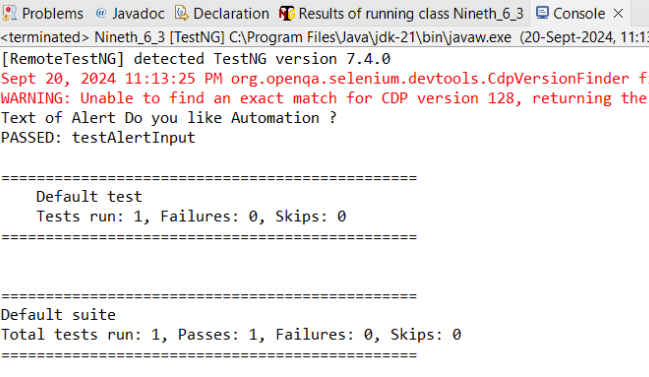 Problems @ Javadoc Declaration Results of running class Nineth_6_3 Console
<terminated> Nineth_6_3 [TestNG] C:\Program Files\Java\jdk-21\bin\javaw.exe (20-Sept-2024, 11:13
[RemoteTestNG] detected TestNG version 7.4.0
Sept 20, 2024 11:13:25 PM org.openqa.selenium.devtools.CdpVersionFinder f
WARNING: Unable to find an exact match for CDP version 128, returning the
Text of Alert Do you like Automation ?
PASSED: testAlertInput
===============================================
Default test
Tests run: 1, Failures: 0, Skips: 0
===============================================
===============================================
Default suite
Total tests run: 1, Passes: 1, Failures: 0, Skips: 0
===============================================